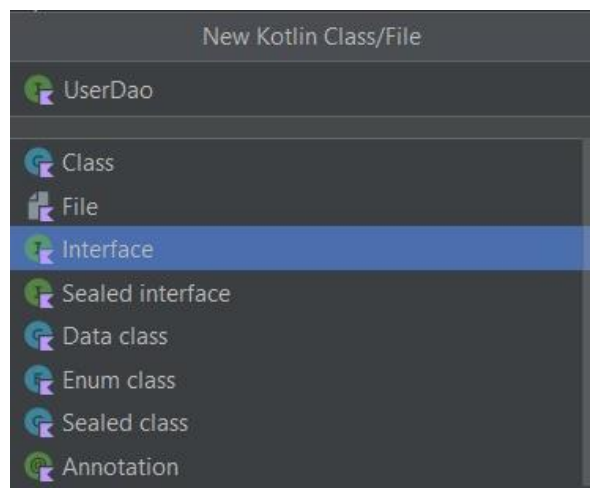 New Kotlin Class/File
UserDao
Class
File
Interface
Sealed interface
Data class
Enum class
Sealed class
Annotation